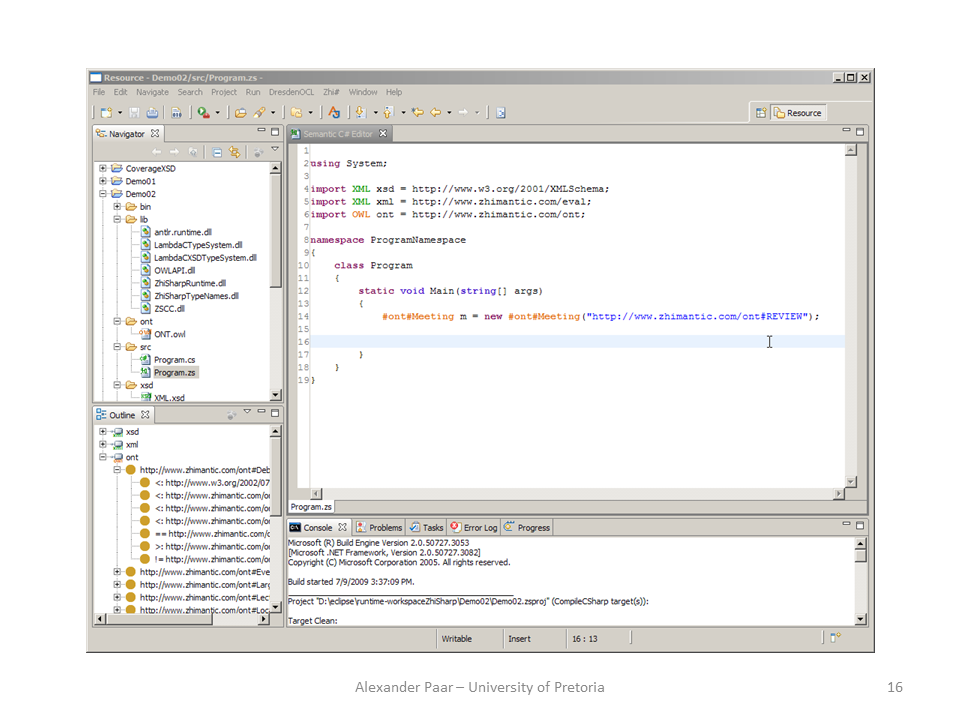 Resource - Demo02/src/Program.zs -
File Edit Navigate Search Project Run DresdenOCL Zhi# Window Help
Resource
Navigator
CoverageXSD
Demo01
Demo02
bin
lib
antlr.runtime.dll
LambdaCTypeSystem.dll
LambdaCXSDTypeSystem.dll
OWLAPI.dll
ZhiSharpRuntime.dll
ZhiSharpTypeNames.dll
ZSCC.dll
ont
ONT.owl
src
Program.cs
Program.zs
xsd
XML.xsd
Outline
xsd
xml
ont
http://www.zhimantic.com/ont#Deb
<: http://www.w3.org/2002/07
<: http://www.zhimantic.com/o
<: http://www.zhimantic.com/o
<: http://www.zhimantic.com/o
== http://www.zhimantic.com/o
>: http://www.zhimantic.com/o
!= http://www.zhimantic.com/o
http://www.zhimantic.com/ont#Eve
http://www.zhimantic.com/ont#Larg
http://www.zhimantic.com/ont#Lec
http://www.zhimantic.com/ont#Loc
Semantic C# Editor
1
2 using System;
3
4 import XML xsd = http://www.w3.org/2001/XMLSchema;
5 import XML xml = http://www.zhimantic.com/eval;
6 import OWL ont = http://www.zhimantic.com/ont;
7
8 namespace ProgramNamespace
9 {
10 class Program
11 {
12 static void Main(string[] args)
13 {
14 #ont#Meeting m = new #ont#Meeting("http://www.zhimantic.com/ont#REVIEW");
15
16
17 }
18 }
19 }
Program.zs
Console Problems Tasks Error Log Progress
Microsoft (R) Build Engine Version 2.0.50727.3053
[Microsoft .NET Framework, Version 2.0.50727.3082]
Copyright (C) Microsoft Corporation 2005. All rights reserved.
Build started 7/9/2009 3:37:09 PM.
Project "D:\eclipse\runtime-workspaceZhiSharp\Demo02\Demo02.zsproj" (CompileCSharp target(s)):
Target Clean:
Writable Insert 16 : 13
Alexander Paar – University of Pretoria 16